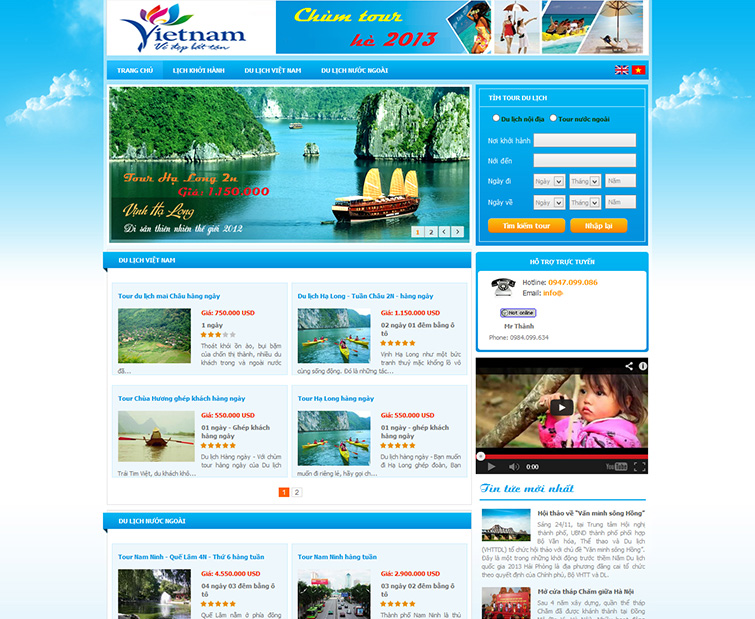 Vietnam
Vẻ đẹp bất tận
Chùm tour
hè 2013
TRANG CHỦ LỊCH KHỞI HÀNH DU LỊCH VIỆT NAM DU LỊCH NƯỚC NGOÀI
Tour Hạ Long 2n
Giá: 1.150.000
Vịnh Hạ Long
Di sản thiên nhiên thế giới 2012
1 2 < >
TÌM TOUR DU LỊCH
Du lịch nội địa Tour nước ngoài
Nơi khởi hành
Nơi đến
Ngày đi Ngày Tháng Năm
Ngày về Ngày Tháng Năm
Tìm kiếm tour Nhập lại
DU LỊCH VIỆT NAM
Tour du lịch mai Châu hàng ngày
Giá: 750.000 USD
1 ngày
Thoát khỏi ồn ào, bụi bặm
của chốn thị thành, nhiều du
khách trong và ngoài nước
đã...
Du lịch Hạ Long - Tuần Châu 2N - hàng ngày
Giá: 1.150.000 USD
02 ngày 01 đêm bằng ô
tô
Vịnh Hạ Long như một bức
tranh thuỷ mặc khổng lồ vô
cùng sống động. Đó là những tác...
Tour Chùa Hương ghép khách hàng ngày
Giá: 550.000 USD
01 ngày - Ghép khách
hàng ngày
Du lịch Hàng ngày - Với chùm
tour hàng ngày của Du lịch
Trái Tim Việt, du khách khô...
Tour Hạ Long hàng ngày
Giá: 550.000 USD
01 ngày - ghép khách
hàng ngày
Du lịch hàng ngày - Bạn muốn
đi Hạ Long ghép đoàn, Bạn
muốn đi riêng lẻ, hãy gọi ch...
1 2
DU LỊCH NƯỚC NGOÀI
Tour Nam Ninh - Quế Lâm 4N - Thứ 6 hàng tuần
Giá: 4.550.000 USD
04 ngày 03 đêm bằng ô
tô
Quế Lâm nằm ở phía đông
Tour Nam Ninh hàng tuần
Giá: 2.900.000 USD
03 ngày 02 đêm bằng ô
tô
Thành phố Nam Ninh là thủ
HỖ TRỢ TRỰC TUYẾN
Hotline: 0947.099.086
Email: info@
Not online
Mr Thành
Phone: 0984.099.634
0:00
YouTube
Tin tức mới nhất
Hội thảo về "Văn minh sông Hồng"
Sáng 24/11, tại Trung tâm Hội nghị
thành phố, UBND thành phố phối hợp
Bộ Văn hóa, Thể thao và Du lịch
(VHTTDL) tổ chức hội thảo với chủ đề "Văn minh sông Hồng".
Đây là một trong những khởi động trước thềm Năm Du lịch
quốc gia 2013 Hải Phòng là địa phương đăng cai tổ chức
theo quyết định của Chính phủ, Bộ VHTT và DL.
Mở cửa tháp Chăm giữa Hà Nội
Sau 4 năm xây dựng, quần thể tháp
Chăm đã được khánh thành tại Đồng